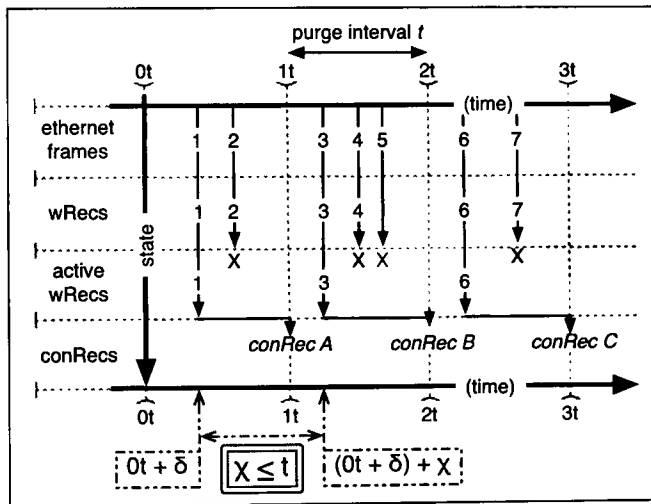 purge interval t
0t 1t 2t 3t
(time)
ethernet frames
1 2 3 4 5 6 7
wRecs
1 2 3 4 6 7
state
X X X X
active wRecs
1 3 6
conRec A conRec B conRec C
conRecs
(time)
0t 1t 2t 3t
0t + δ χ ≤ t (0t + δ) + χ